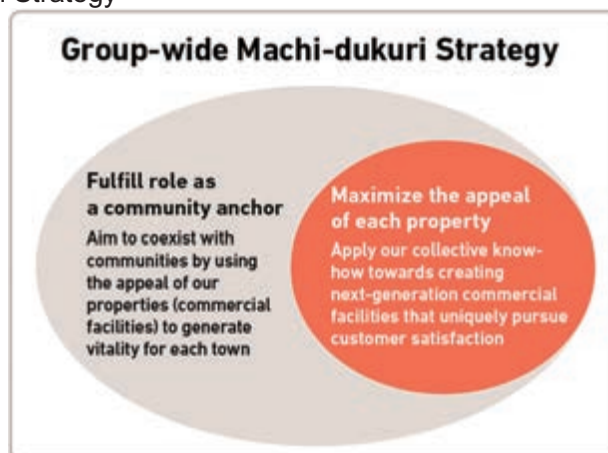 Strategy
Group-wide Machi-dukuri Strategy
Fulfill role as
a community anchor
Aim to coexist with
communities by using
the appeal of our
properties (commercial
facilities) to generate
vitality for each town
Maximize the appeal
of each property
Apply our collective know-
how towards creating
next-generation commercial
facilities that uniquely pursue
customer satisfaction